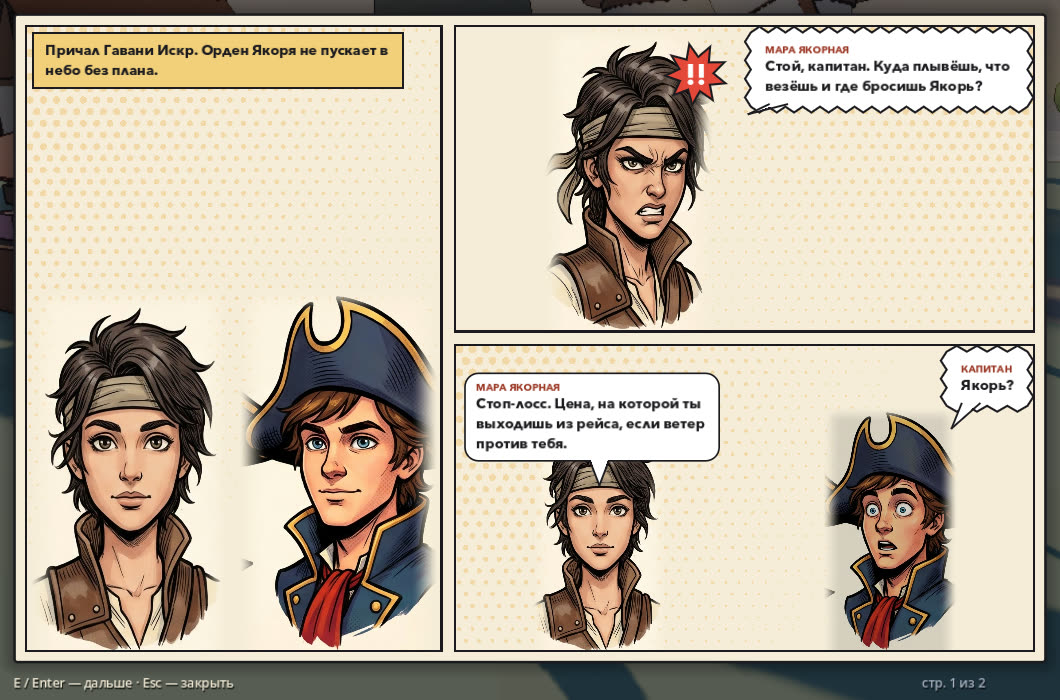 Причал Гавани Искр. Орден Якоря не пускает в
небо без плана.
!!
МАРА ЯКОРНАЯ
Стой, капитан. Куда плывёшь, что
везёшь и где бросишь Якорь?
МАРА ЯКОРНАЯ
Стоп-лосс. Цена, на которой ты
выходишь из рейса, если ветер
против тебя.
КАПИТАН
Якорь?
E / Enter — дальше · Esc — закрыть
стр. 1 из 2